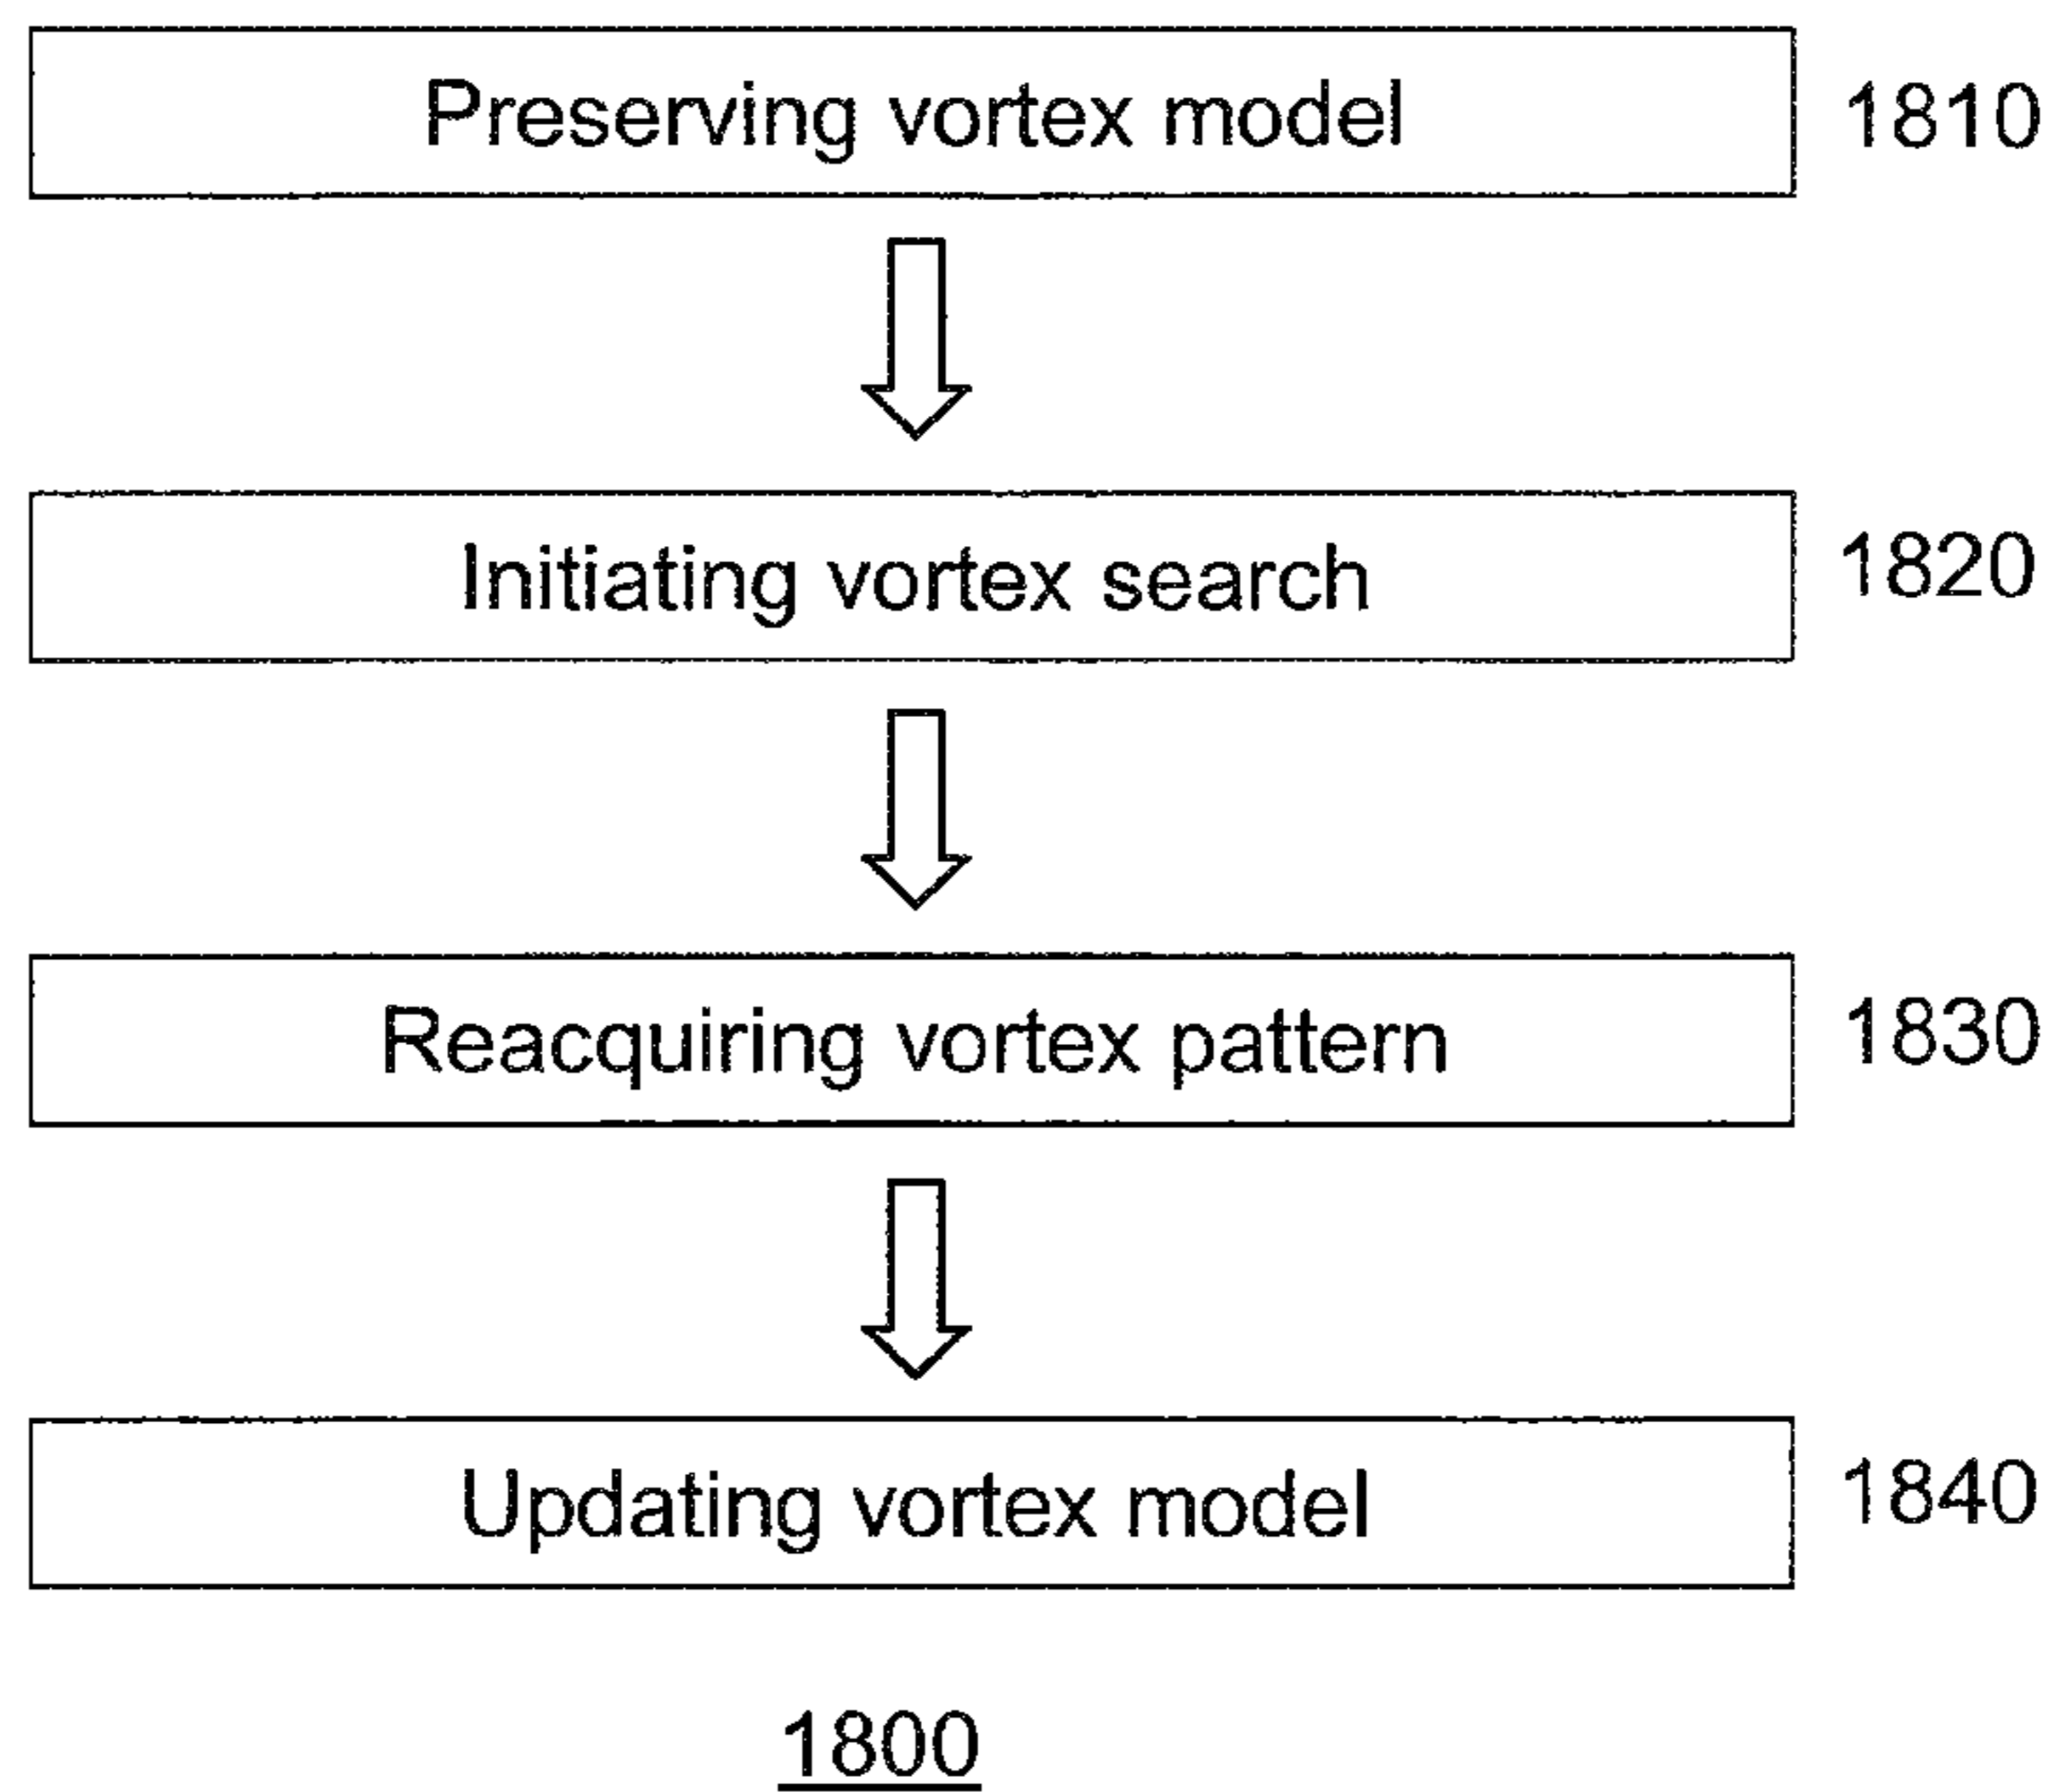 Preserving vortex model 1810
Initiating vortex search 1820
Reacquiring vortex pattern 1830
Updating vortex model 1840
1800